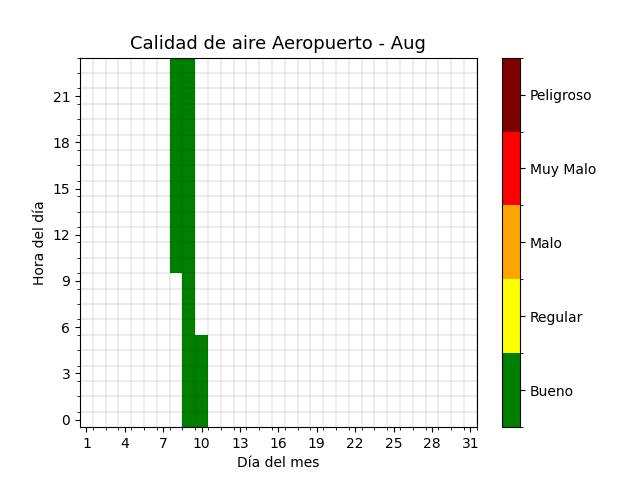 Calidad de aire Aeropuerto - Aug
21
18
15
12
9
6
3
0
Hora del día
1 4 7 10 13 16 19 22 25 28 31
Día del mes
Peligroso
Muy Malo
Malo
Regular
Bueno